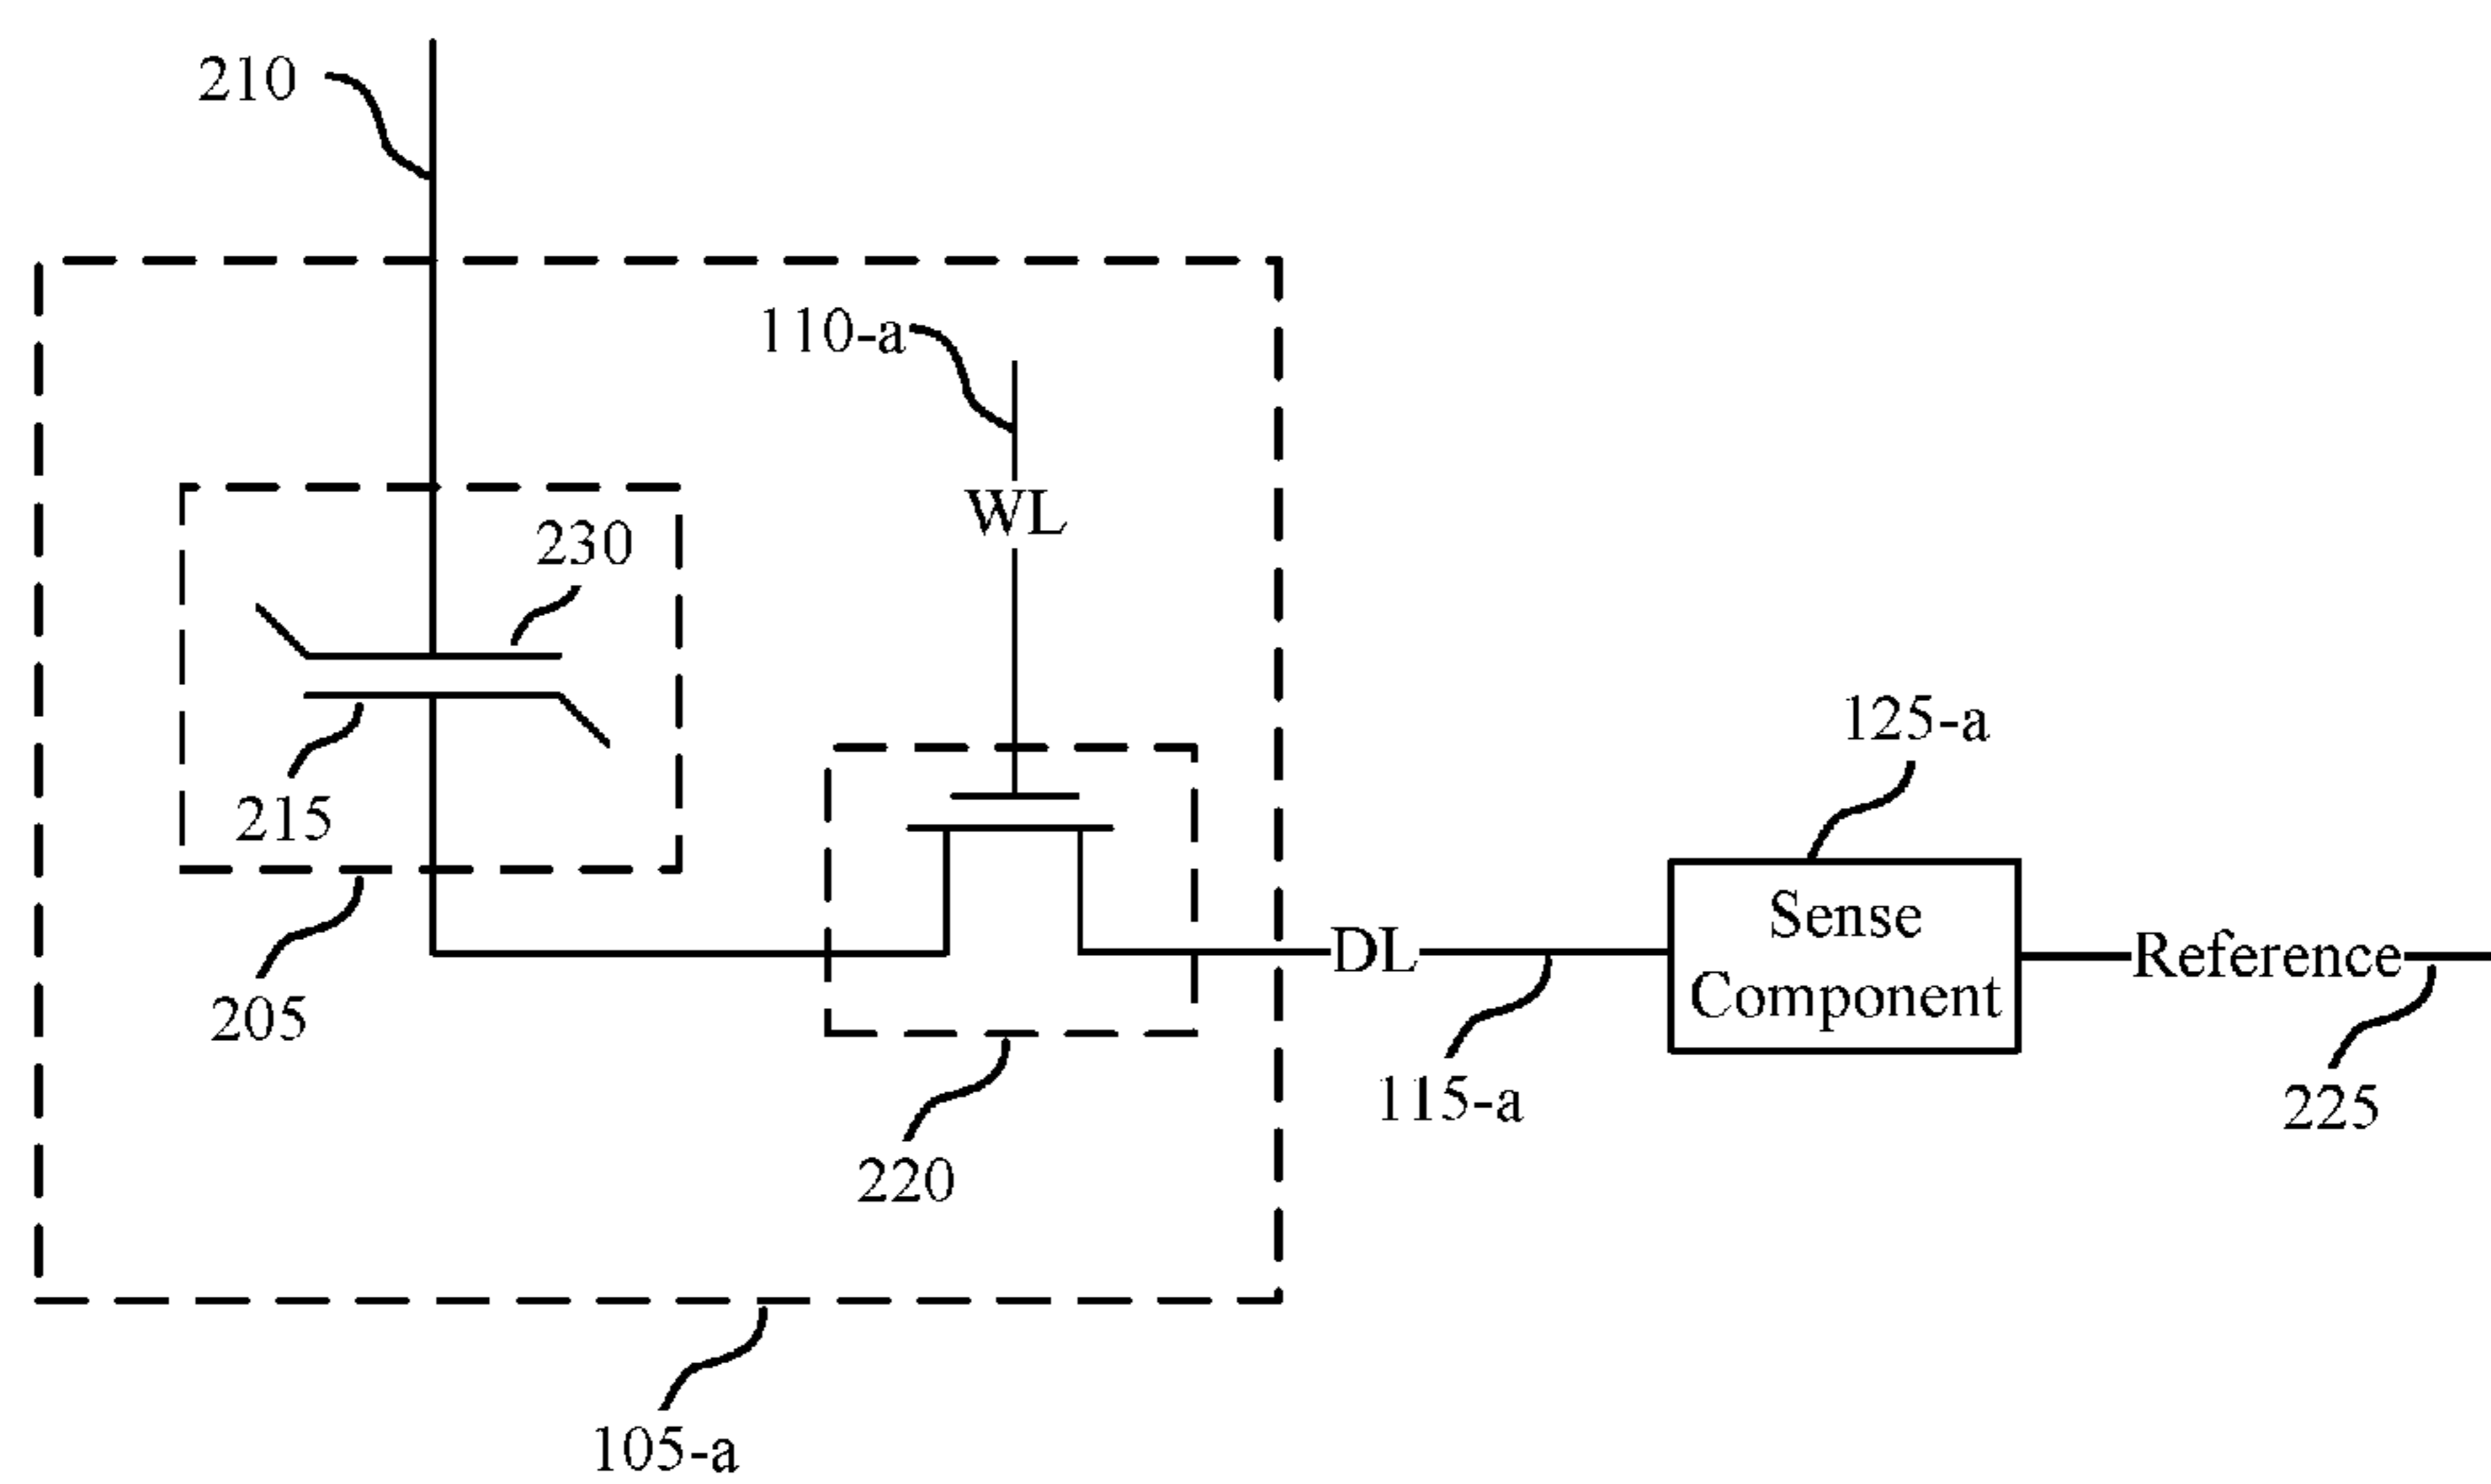 210
110-a
WL
230
215
125-a
Sense
Component
DL
Reference
205
115-a
225
220
105-a